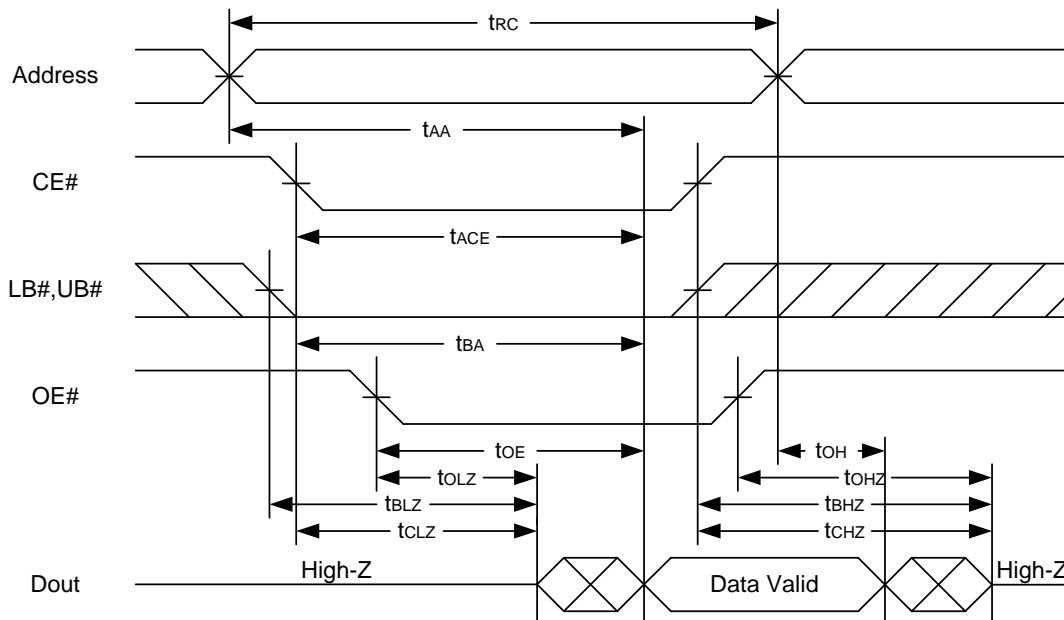 tRC
Address
tAA
CE#
tACE
LB#,UB#
tBA
OE#
tOE
tOH
tOLZ
tOHZ
tBLZ
tBHZ
tCLZ
tCHZ
Dout
High-Z
Data Valid
High-Z